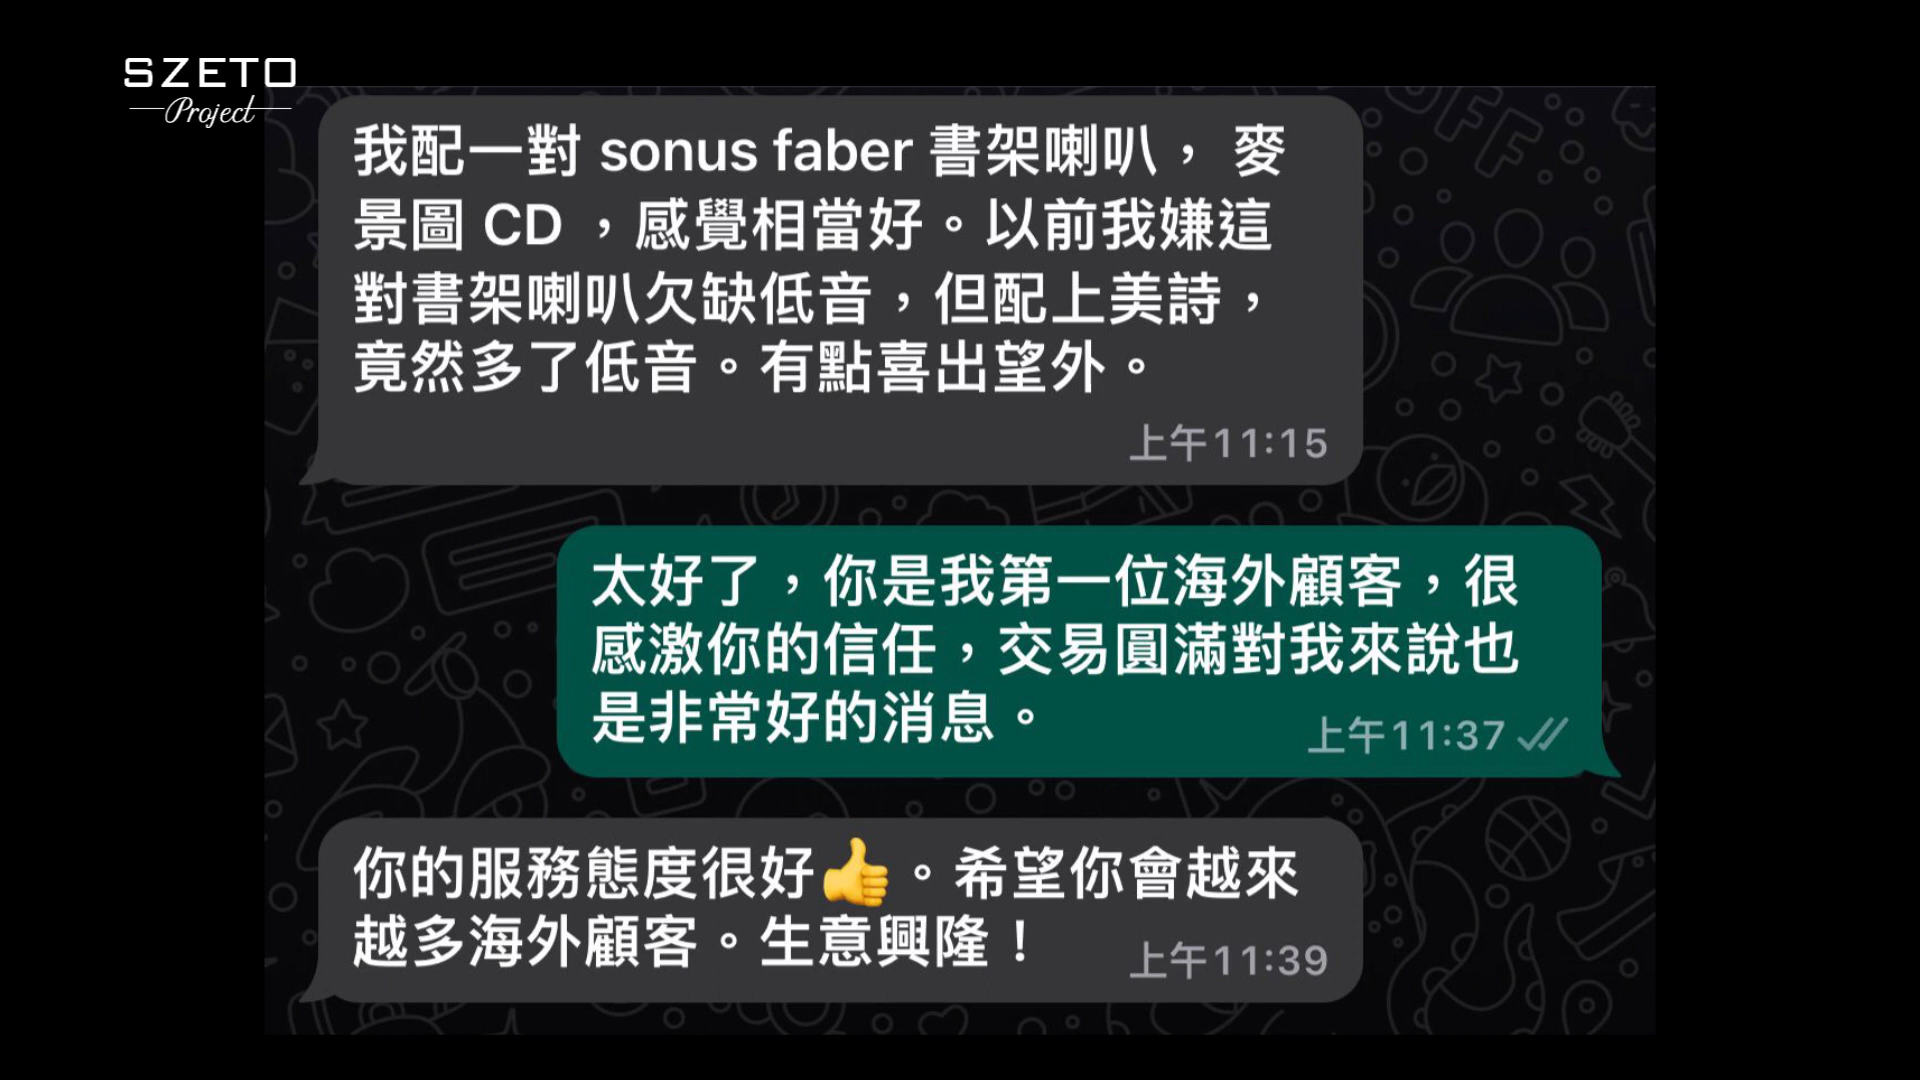 SZETO
Project
我配一對 sonus faber 書架喇叭， 麥
景圖 CD ，感覺相當好。以前我嫌這
對書架喇叭欠缺低音，但配上美詩，
竟然多了低音。有點喜出望外。
上午11:15
太好了，你是我第一位海外顧客，很
感激你的信任，交易圓滿對我來說也
是非常好的消息。
上午11:37
你的服務態度很好👍。希望你會越來
越多海外顧客。生意興隆！
上午11:39